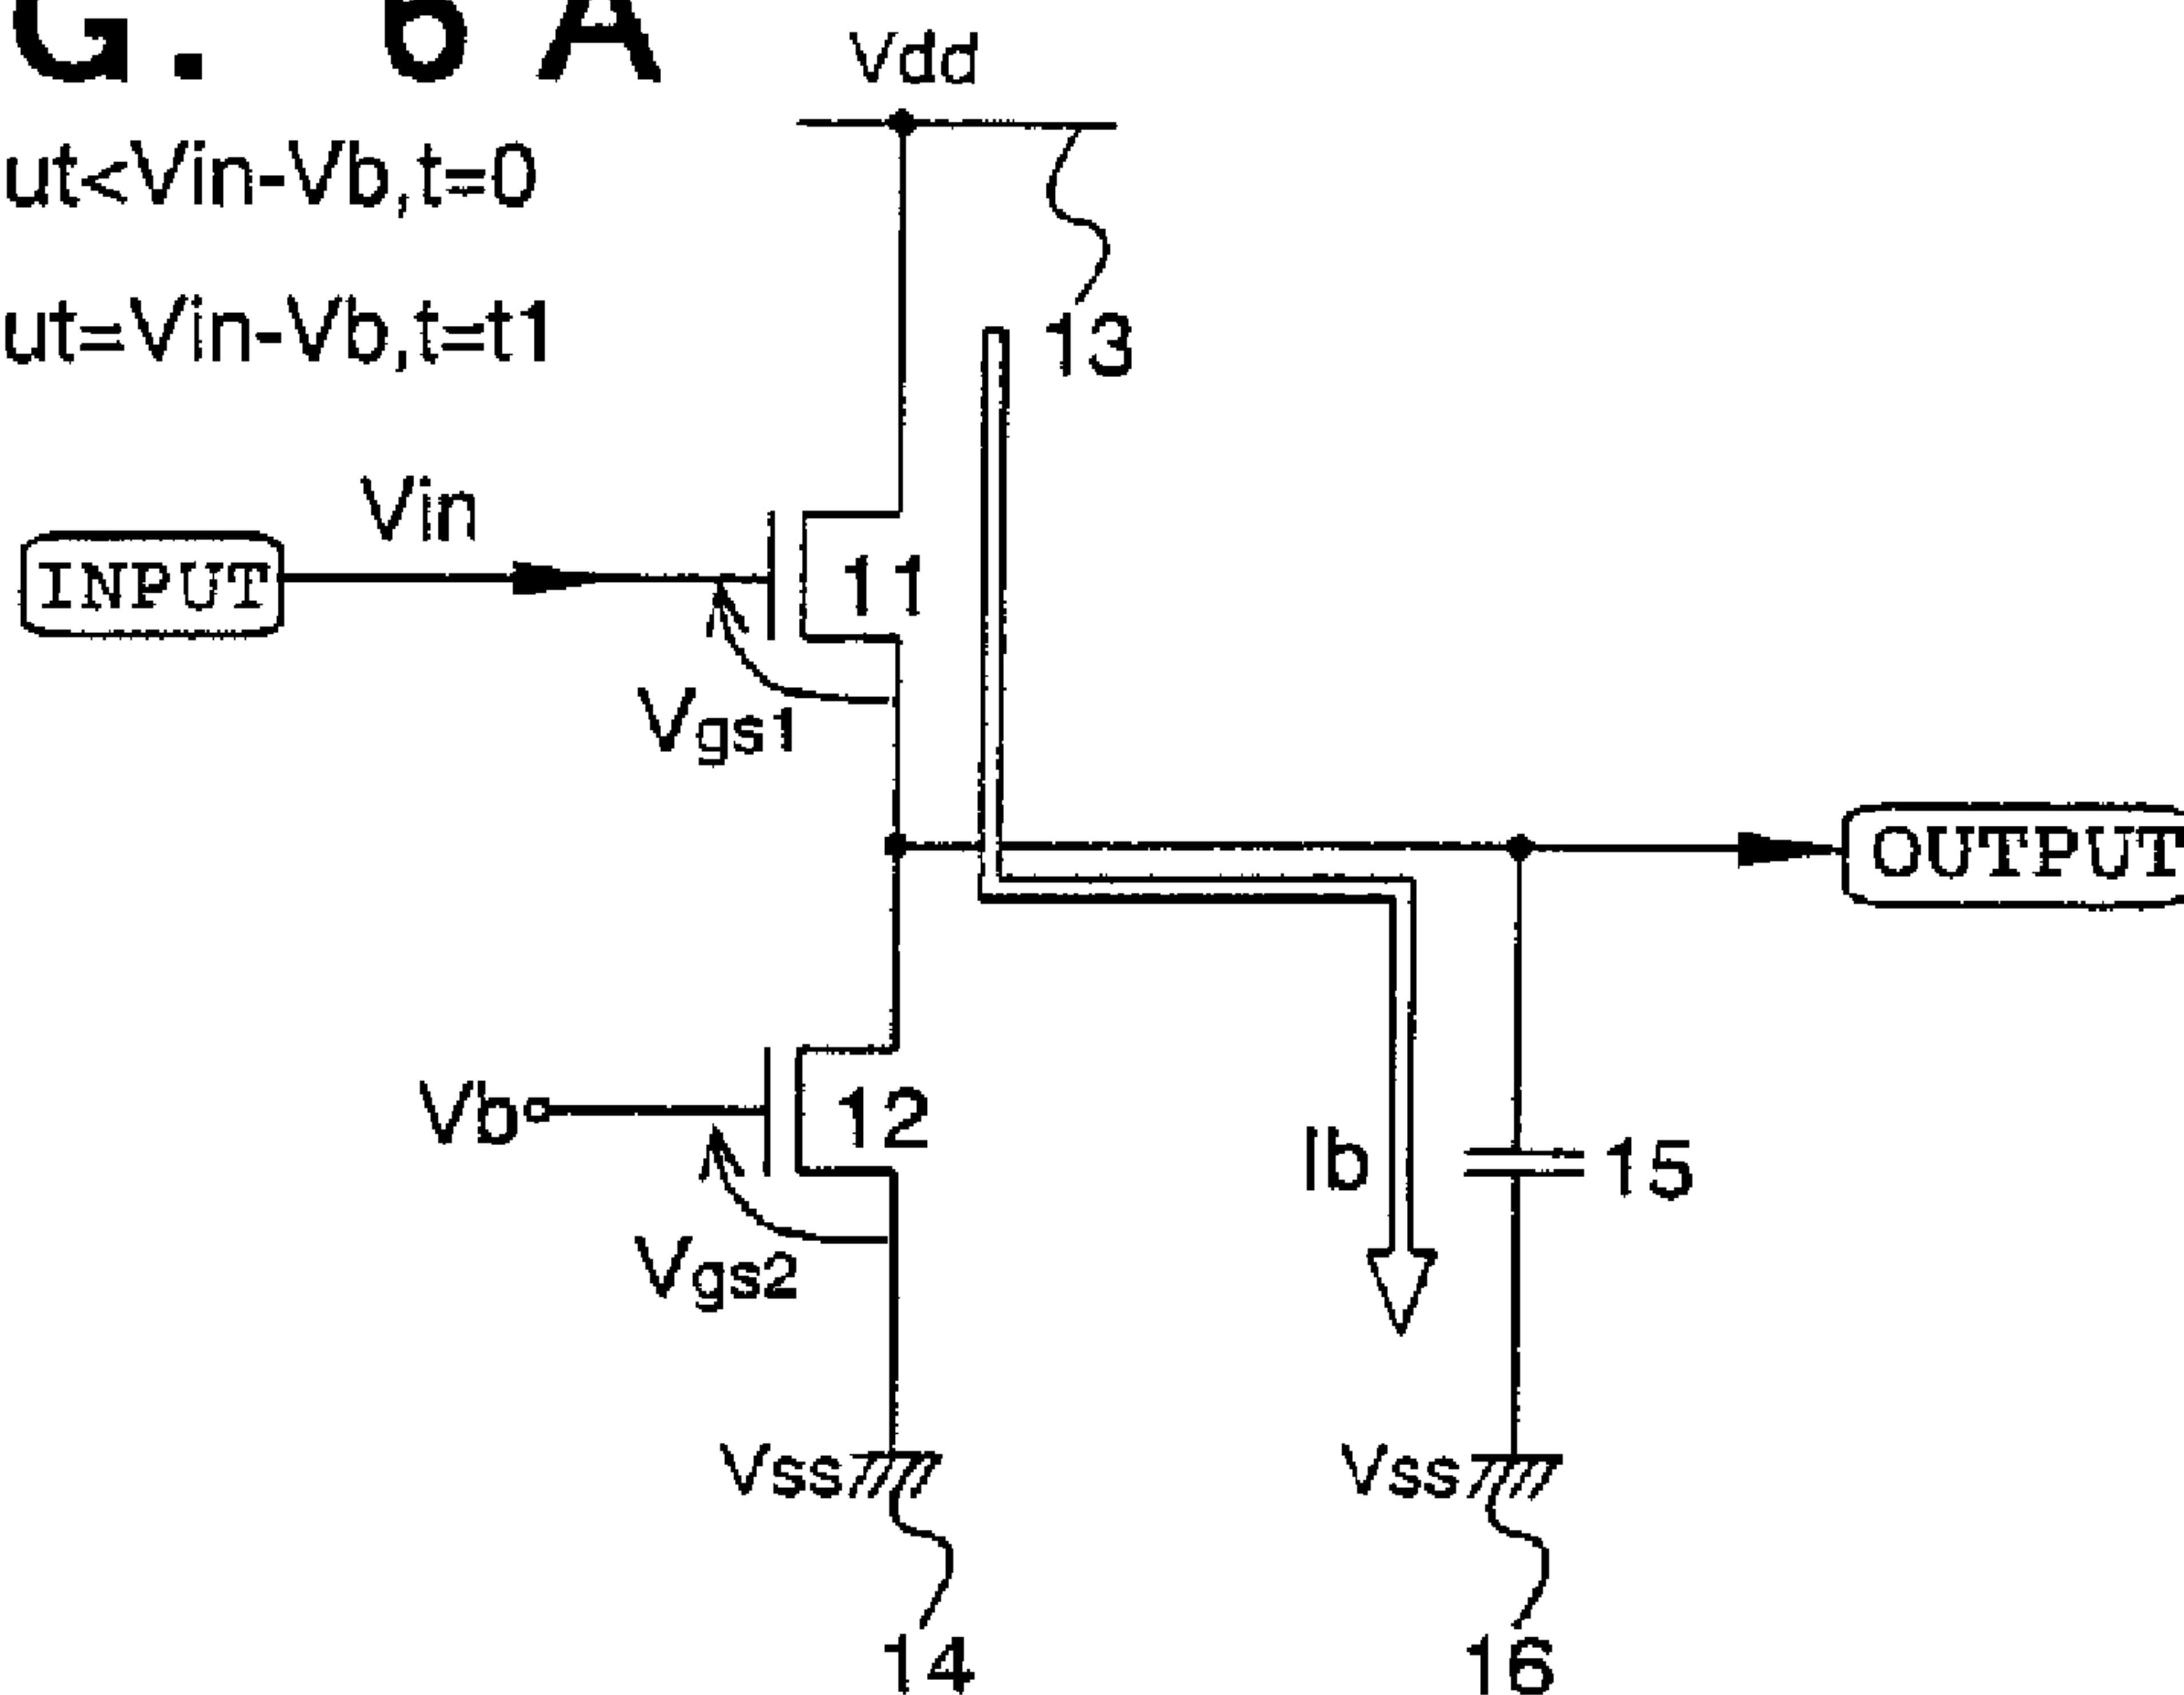 G. 6A
Vdd
ut<Vin-Vb,t=0
ut=Vin-Vb,t=t1
13
Vin
INPUT
11
Vgs1
OUTPUT
Vb
12
Ib
15
Vgs2
Vss
Vss
14
16